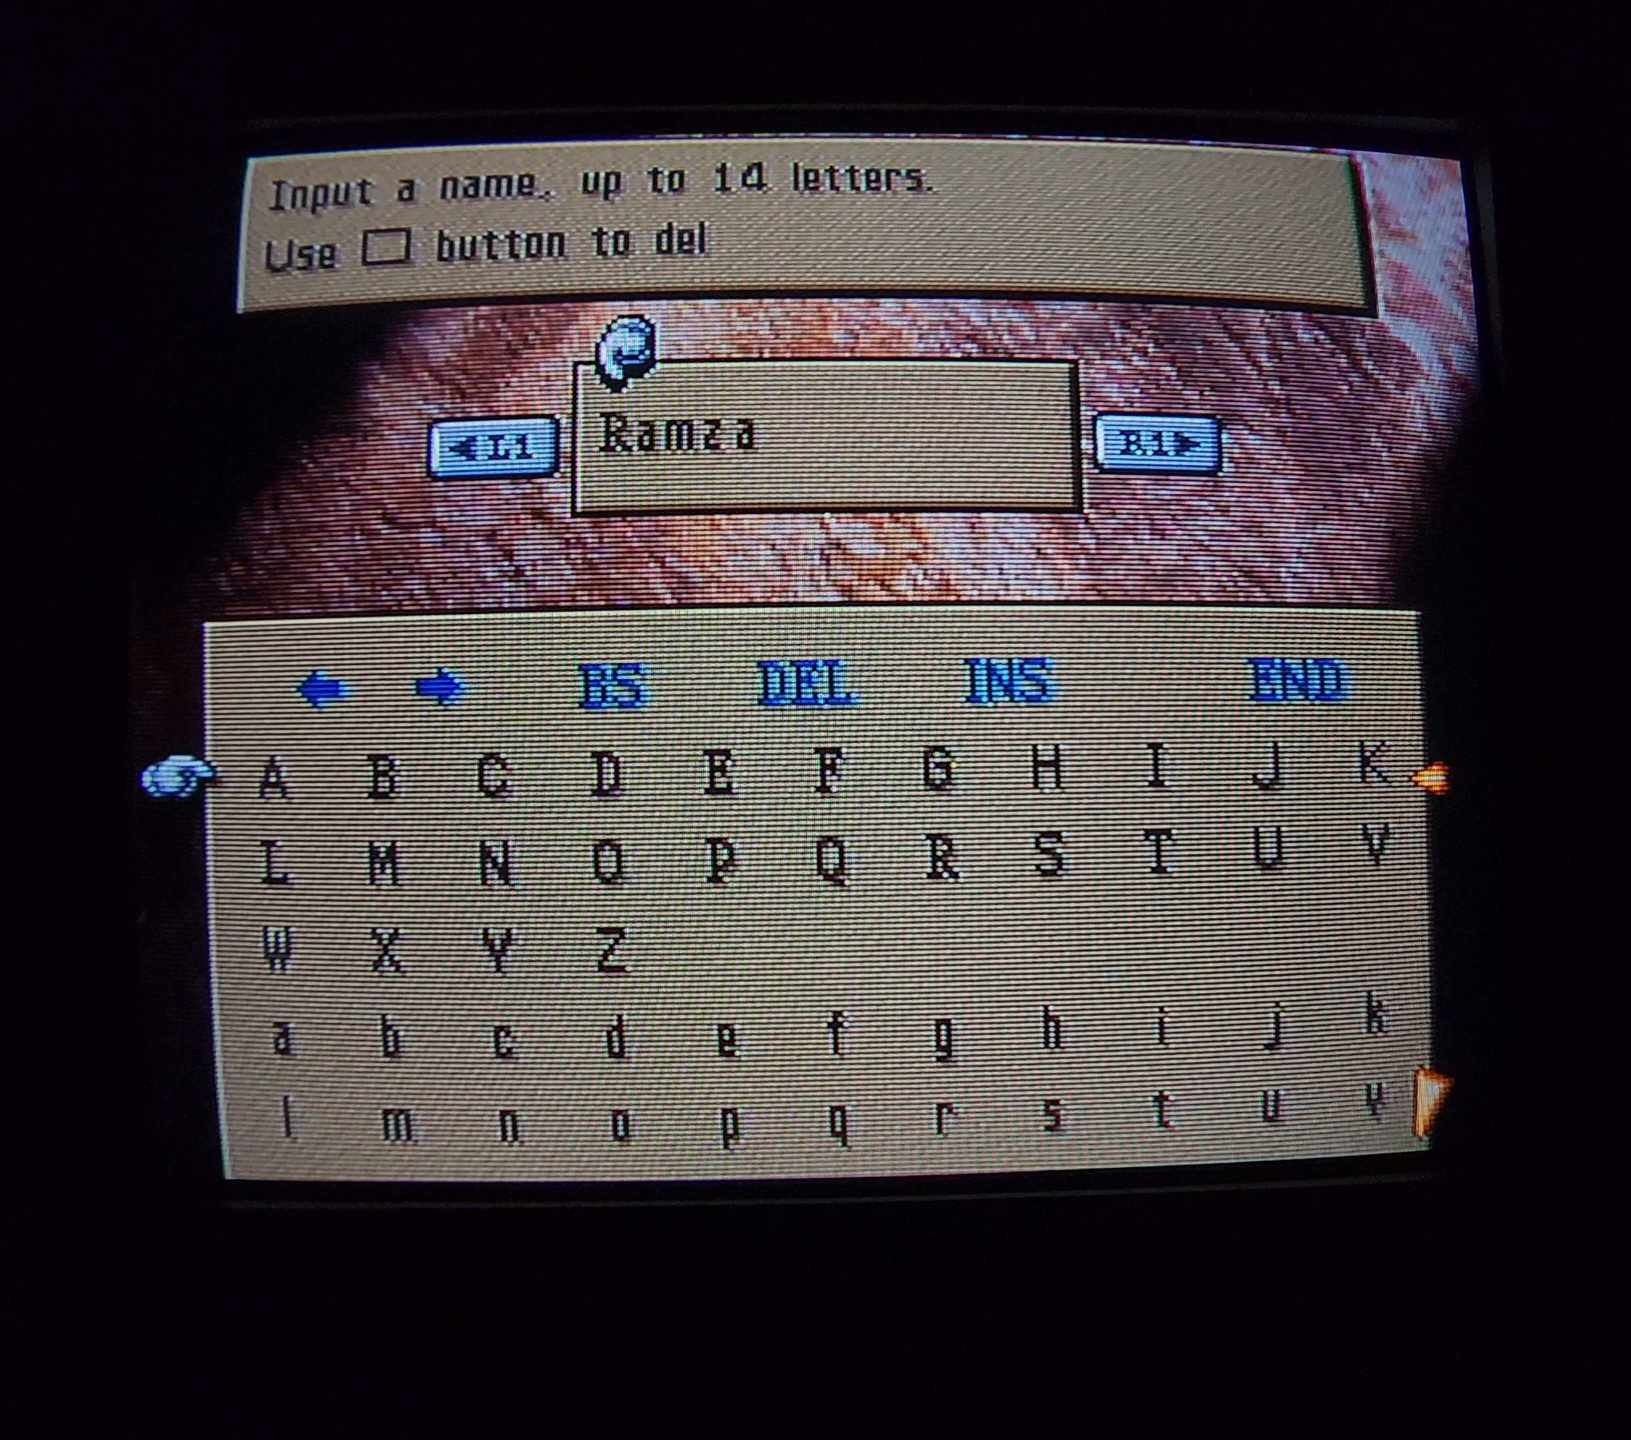 Input a name, up to 14 letters.
Use □ button to del
Ramza
◀L1
R1▶
← → BS DEL INS END
A B C D E F G H I J K
L M N O P Q R S T U V
W X Y Z
a b c d e f g h i j k
l m n o p q r s t u v